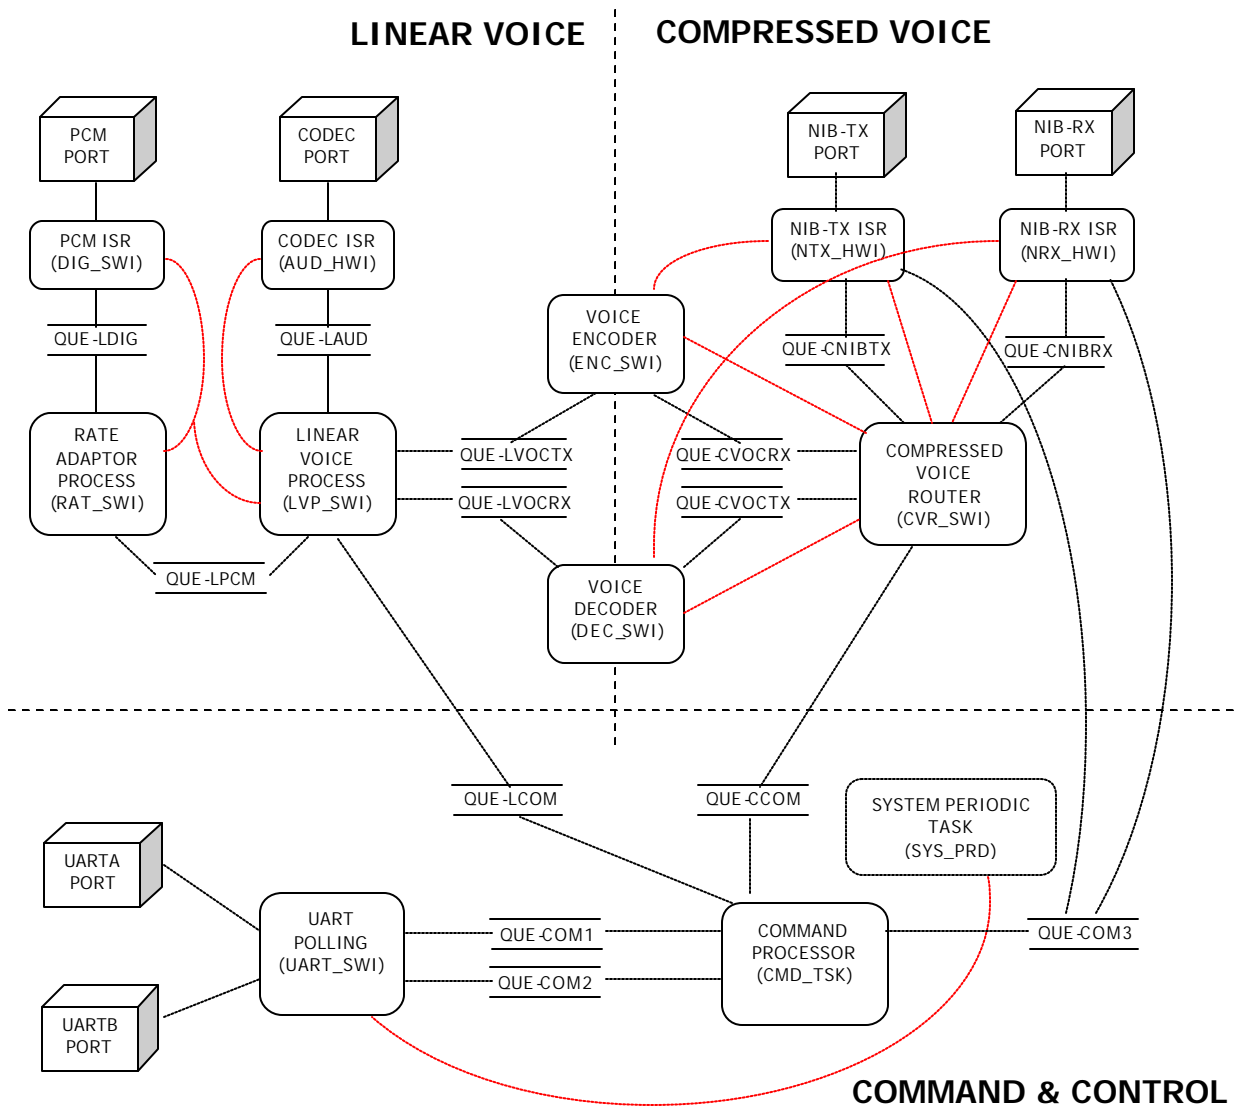 LINEAR VOICE
COMPRESSED VOICE
PCM
PORT
CODEC
PORT
NIB-TX
PORT
NIB-RX
PORT
PCM ISR
(DIG_SWI)
CODEC ISR
(AUD_HWI)
NIB-TX ISR
(NTX_HWI)
NIB-RX ISR
(NRX_HWI)
QUE-LDIG
QUE-LAUD
VOICE
ENCODER
(ENC_SWI)
QUE-CNIBTX
QUE-CNIBRX
RATE
ADAPTOR
PROCESS
(RAT_SWI)
LINEAR
VOICE
PROCESS
(LVP_SWI)
QUE-LVOCTX
QUE-CVOCRX
QUE-LVOCRX
QUE-CVOCTX
COMPRESSED
VOICE
ROUTER
(CVR_SWI)
QUE-LPCM
VOICE
DECODER
(DEC_SWI)
QUE-LCOM
QUE-CCOM
SYSTEM PERIODIC
TASK
(SYS_PRD)
UARTA
PORT
UART
POLLING
(UART_SWI)
QUE-COM1
QUE-COM2
COMMAND
PROCESSOR
(CMD_TSK)
QUE-COM3
UARTB
PORT
COMMAND & CONTROL